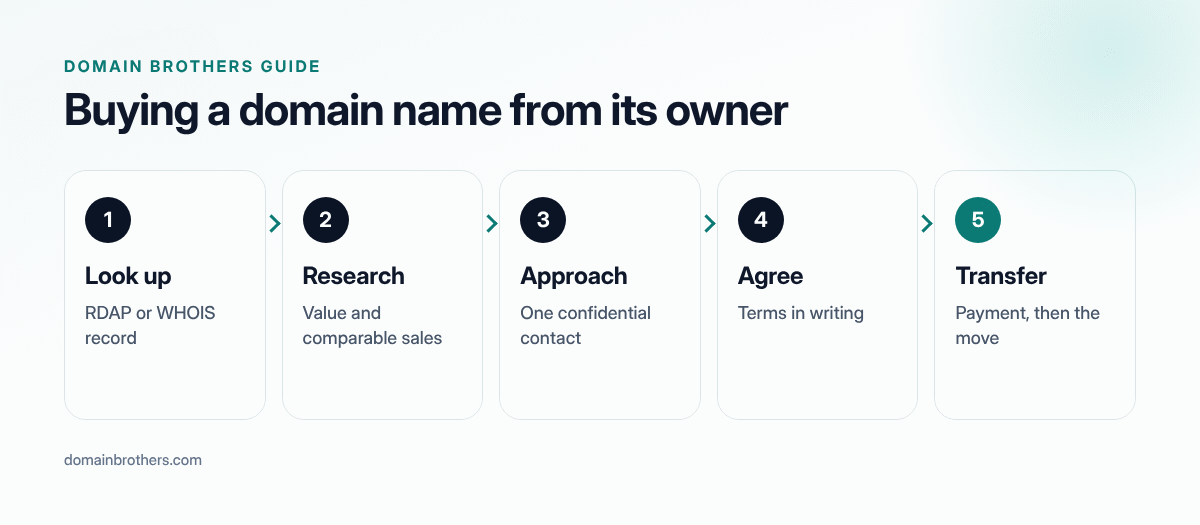 DOMAIN BROTHERS GUIDE
Buying a domain name from its owner
1
Look up
RDAP or WHOIS
record
2
Research
Value and
comparable sales
3
Approach
One confidential
contact
4
Agree
Terms in writing
5
Transfer
Payment, then the
move
domainbrothers.com